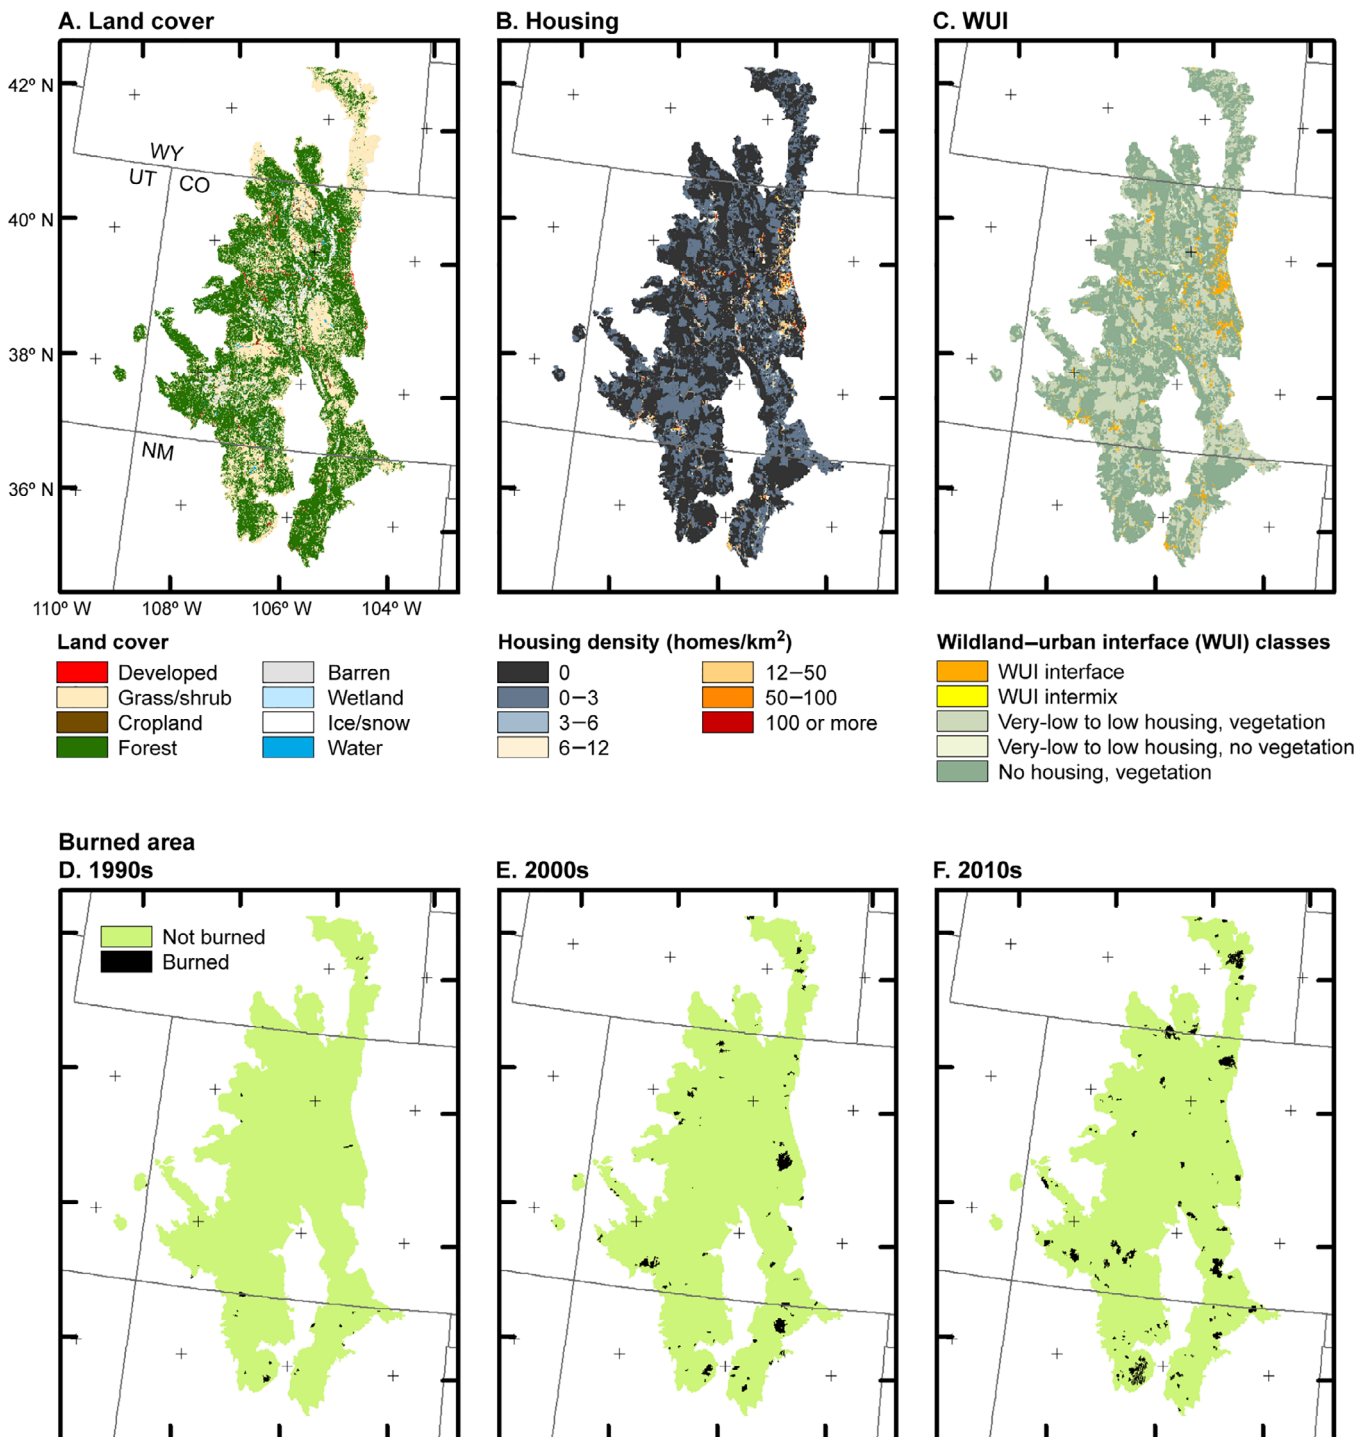 A. Land cover
B. Housing
C. WUI
42° N
40° N
38° N
36° N
WY
UT
CO
NM
110° W
108° W
106° W
104° W
Land cover
Developed
Grass/shrub
Cropland
Forest
Barren
Wetland
Ice/snow
Water
Housing density (homes/km²)
0
0–3
3–6
6–12
12–50
50–100
100 or more
Wildland–urban interface (WUI) classes
WUI interface
WUI intermix
Very-low to low housing, vegetation
Very-low to low housing, no vegetation
No housing, vegetation
Burned area
D. 1990s
E. 2000s
F. 2010s
Not burned
Burned